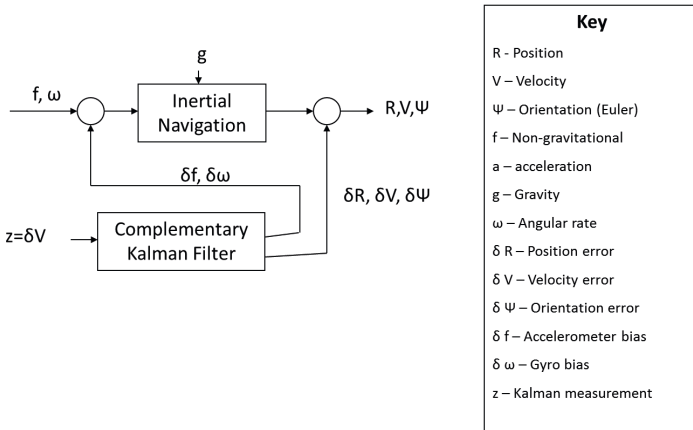 g
f, ω
Inertial
Navigation
R,V,Ψ
δf, δω
δR, δV, δΨ
z=δV
Complementary
Kalman Filter
Key
R - Position
V – Velocity
Ψ – Orientation (Euler)
f – Non-gravitational
a – acceleration
g – Gravity
ω – Angular rate
δ R – Position error
δ V – Velocity error
δ Ψ – Orientation error
δ f – Accelerometer bias
δ ω – Gyro bias
z – Kalman measurement